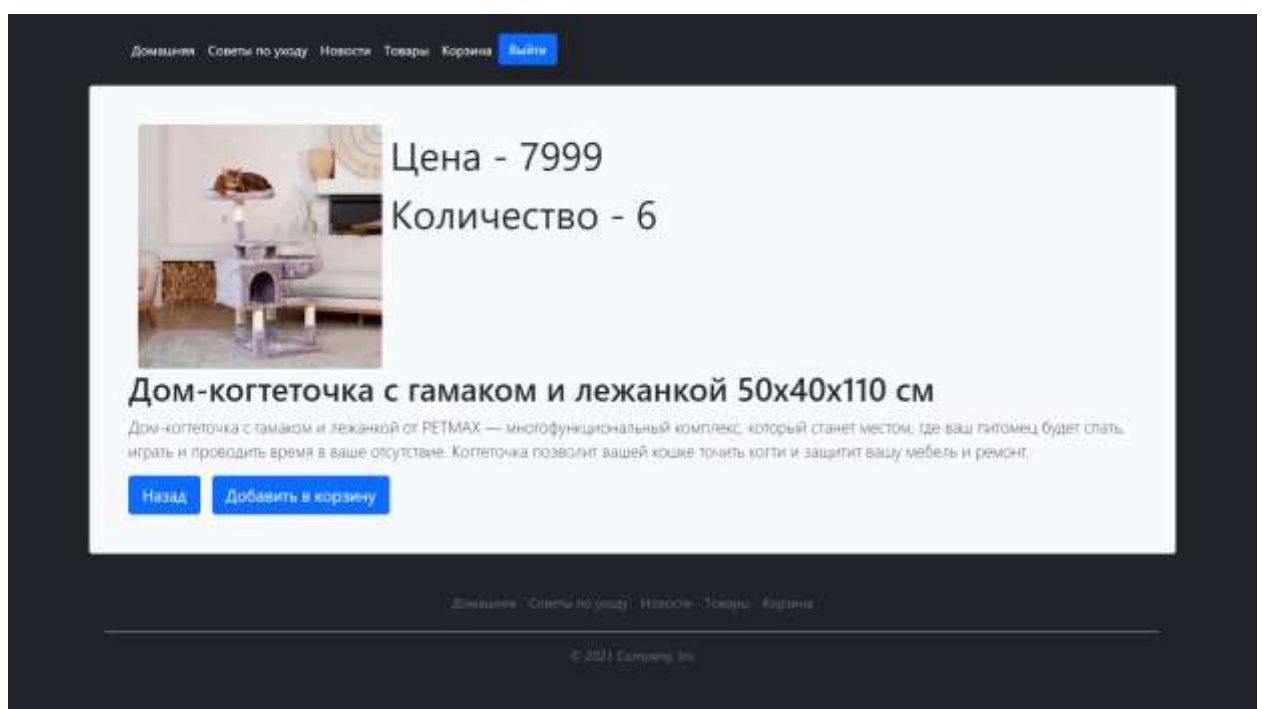 Домашняя Советы по уходу Новости Товары Корзина Выйти
Цена - 7999
Количество - 6
Дом-когтеточка с гамаком и лежанкой 50х40х110 см
Дом-когтеточка с гамаком и лежанкой от PETMAX — многофункциональный комплекс, который станет местом, где ваш питомец будет спать,
играть и проводить время в ваше отсутствие. Когтеточка позволит вашей кошке точить когти и защитит вашу мебель и ремонт.
Назад Добавить в корзину
Домашняя Советы по уходу Новости Товары Корзина
© 2021 Company, Inc